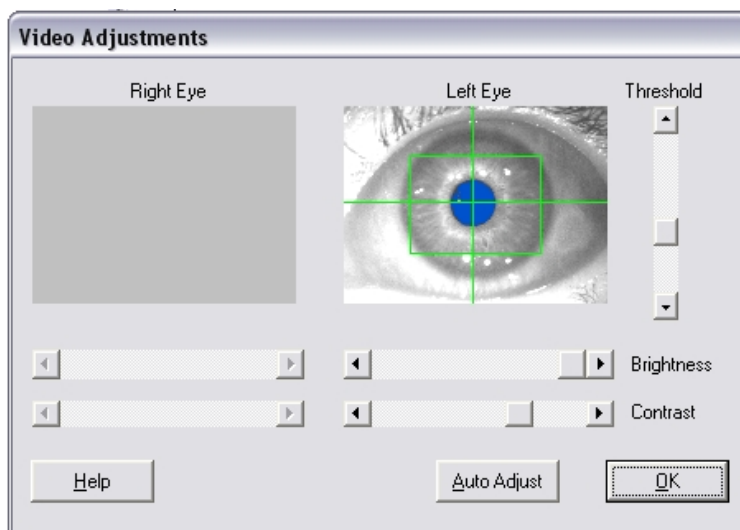 Video Adjustments
Right Eye
Left Eye
Threshold
Brightness
Contrast
Help
Auto Adjust
OK